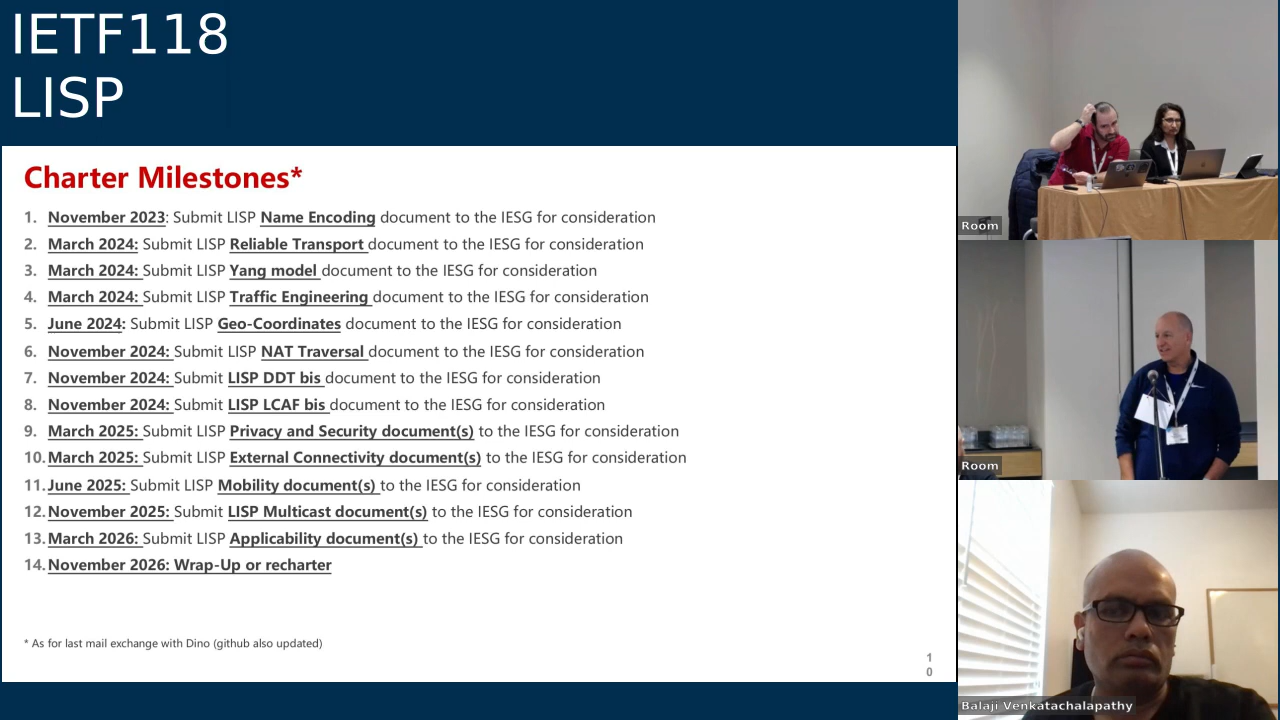 IETF118
LISP
Charter Milestones*
1. November 2023: Submit LISP Name Encoding document to the IESG for consideration
2. March 2024: Submit LISP Reliable Transport document to the IESG for consideration
3. March 2024: Submit LISP Yang model document to the IESG for consideration
4. March 2024: Submit LISP Traffic Engineering document to the IESG for consideration
5. June 2024: Submit LISP Geo-Coordinates document to the IESG for consideration
6. November 2024: Submit LISP NAT Traversal document to the IESG for consideration
7. November 2024: Submit LISP DDT bis document to the IESG for consideration
8. November 2024: Submit LISP LCAF bis document to the IESG for consideration
9. March 2025: Submit LISP Privacy and Security document(s) to the IESG for consideration
10. March 2025: Submit LISP External Connectivity document(s) to the IESG for consideration
11. June 2025: Submit LISP Mobility document(s) to the IESG for consideration
12. November 2025: Submit LISP Multicast document(s) to the IESG for consideration
13. March 2026: Submit LISP Applicability document(s) to the IESG for consideration
14. November 2026: Wrap-Up or recharter
* As for last mail exchange with Dino (github also updated)
1
0
Room
Room
Balaji Venkatachalapathy